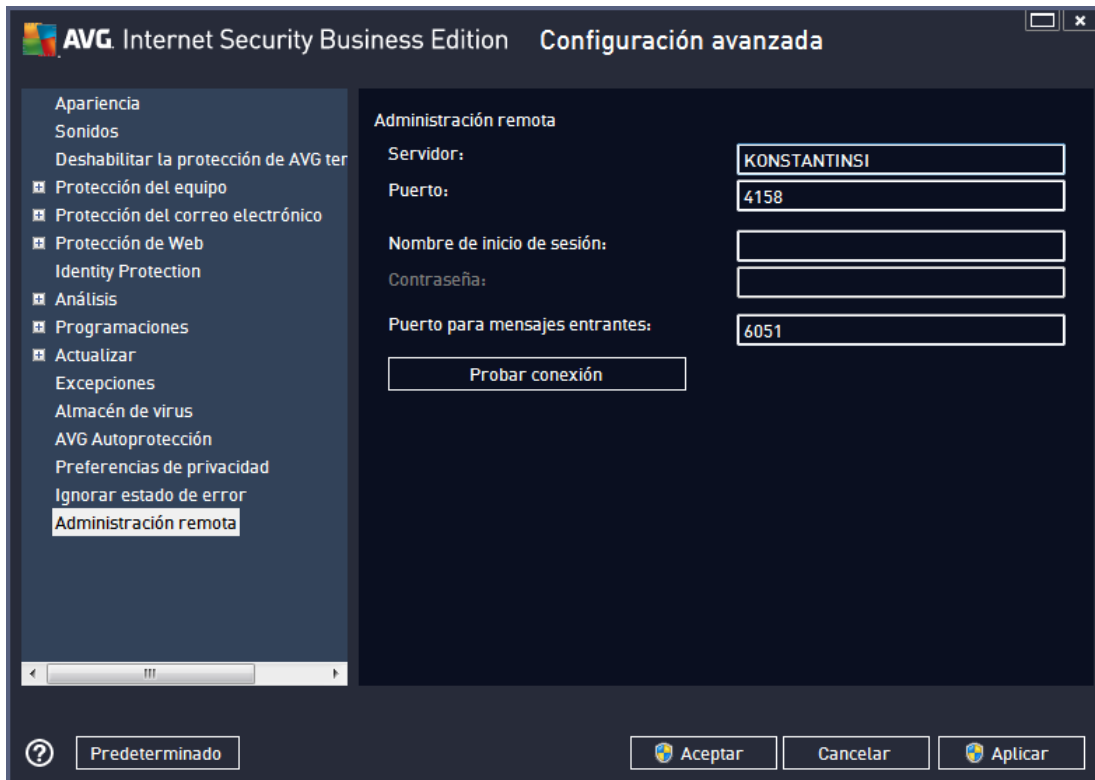 AVG. Internet Security Business Edition Configuración avanzada
Apariencia
Sonidos
Deshabilitar la protección de AVG ter
Protección del equipo
Protección del correo electrónico
Protección de Web
Identity Protection
Análisis
Programaciones
Actualizar
Excepciones
Almacén de virus
AVG Autoprotección
Preferencias de privacidad
Ignorar estado de error
Administración remota
Administración remota
Servidor: KONSTANTINSI
Puerto: 4158
Nombre de inicio de sesión:
Contraseña:
Puerto para mensajes entrantes: 6051
Probar conexión
Predeterminado
Aceptar
Cancelar
Aplicar